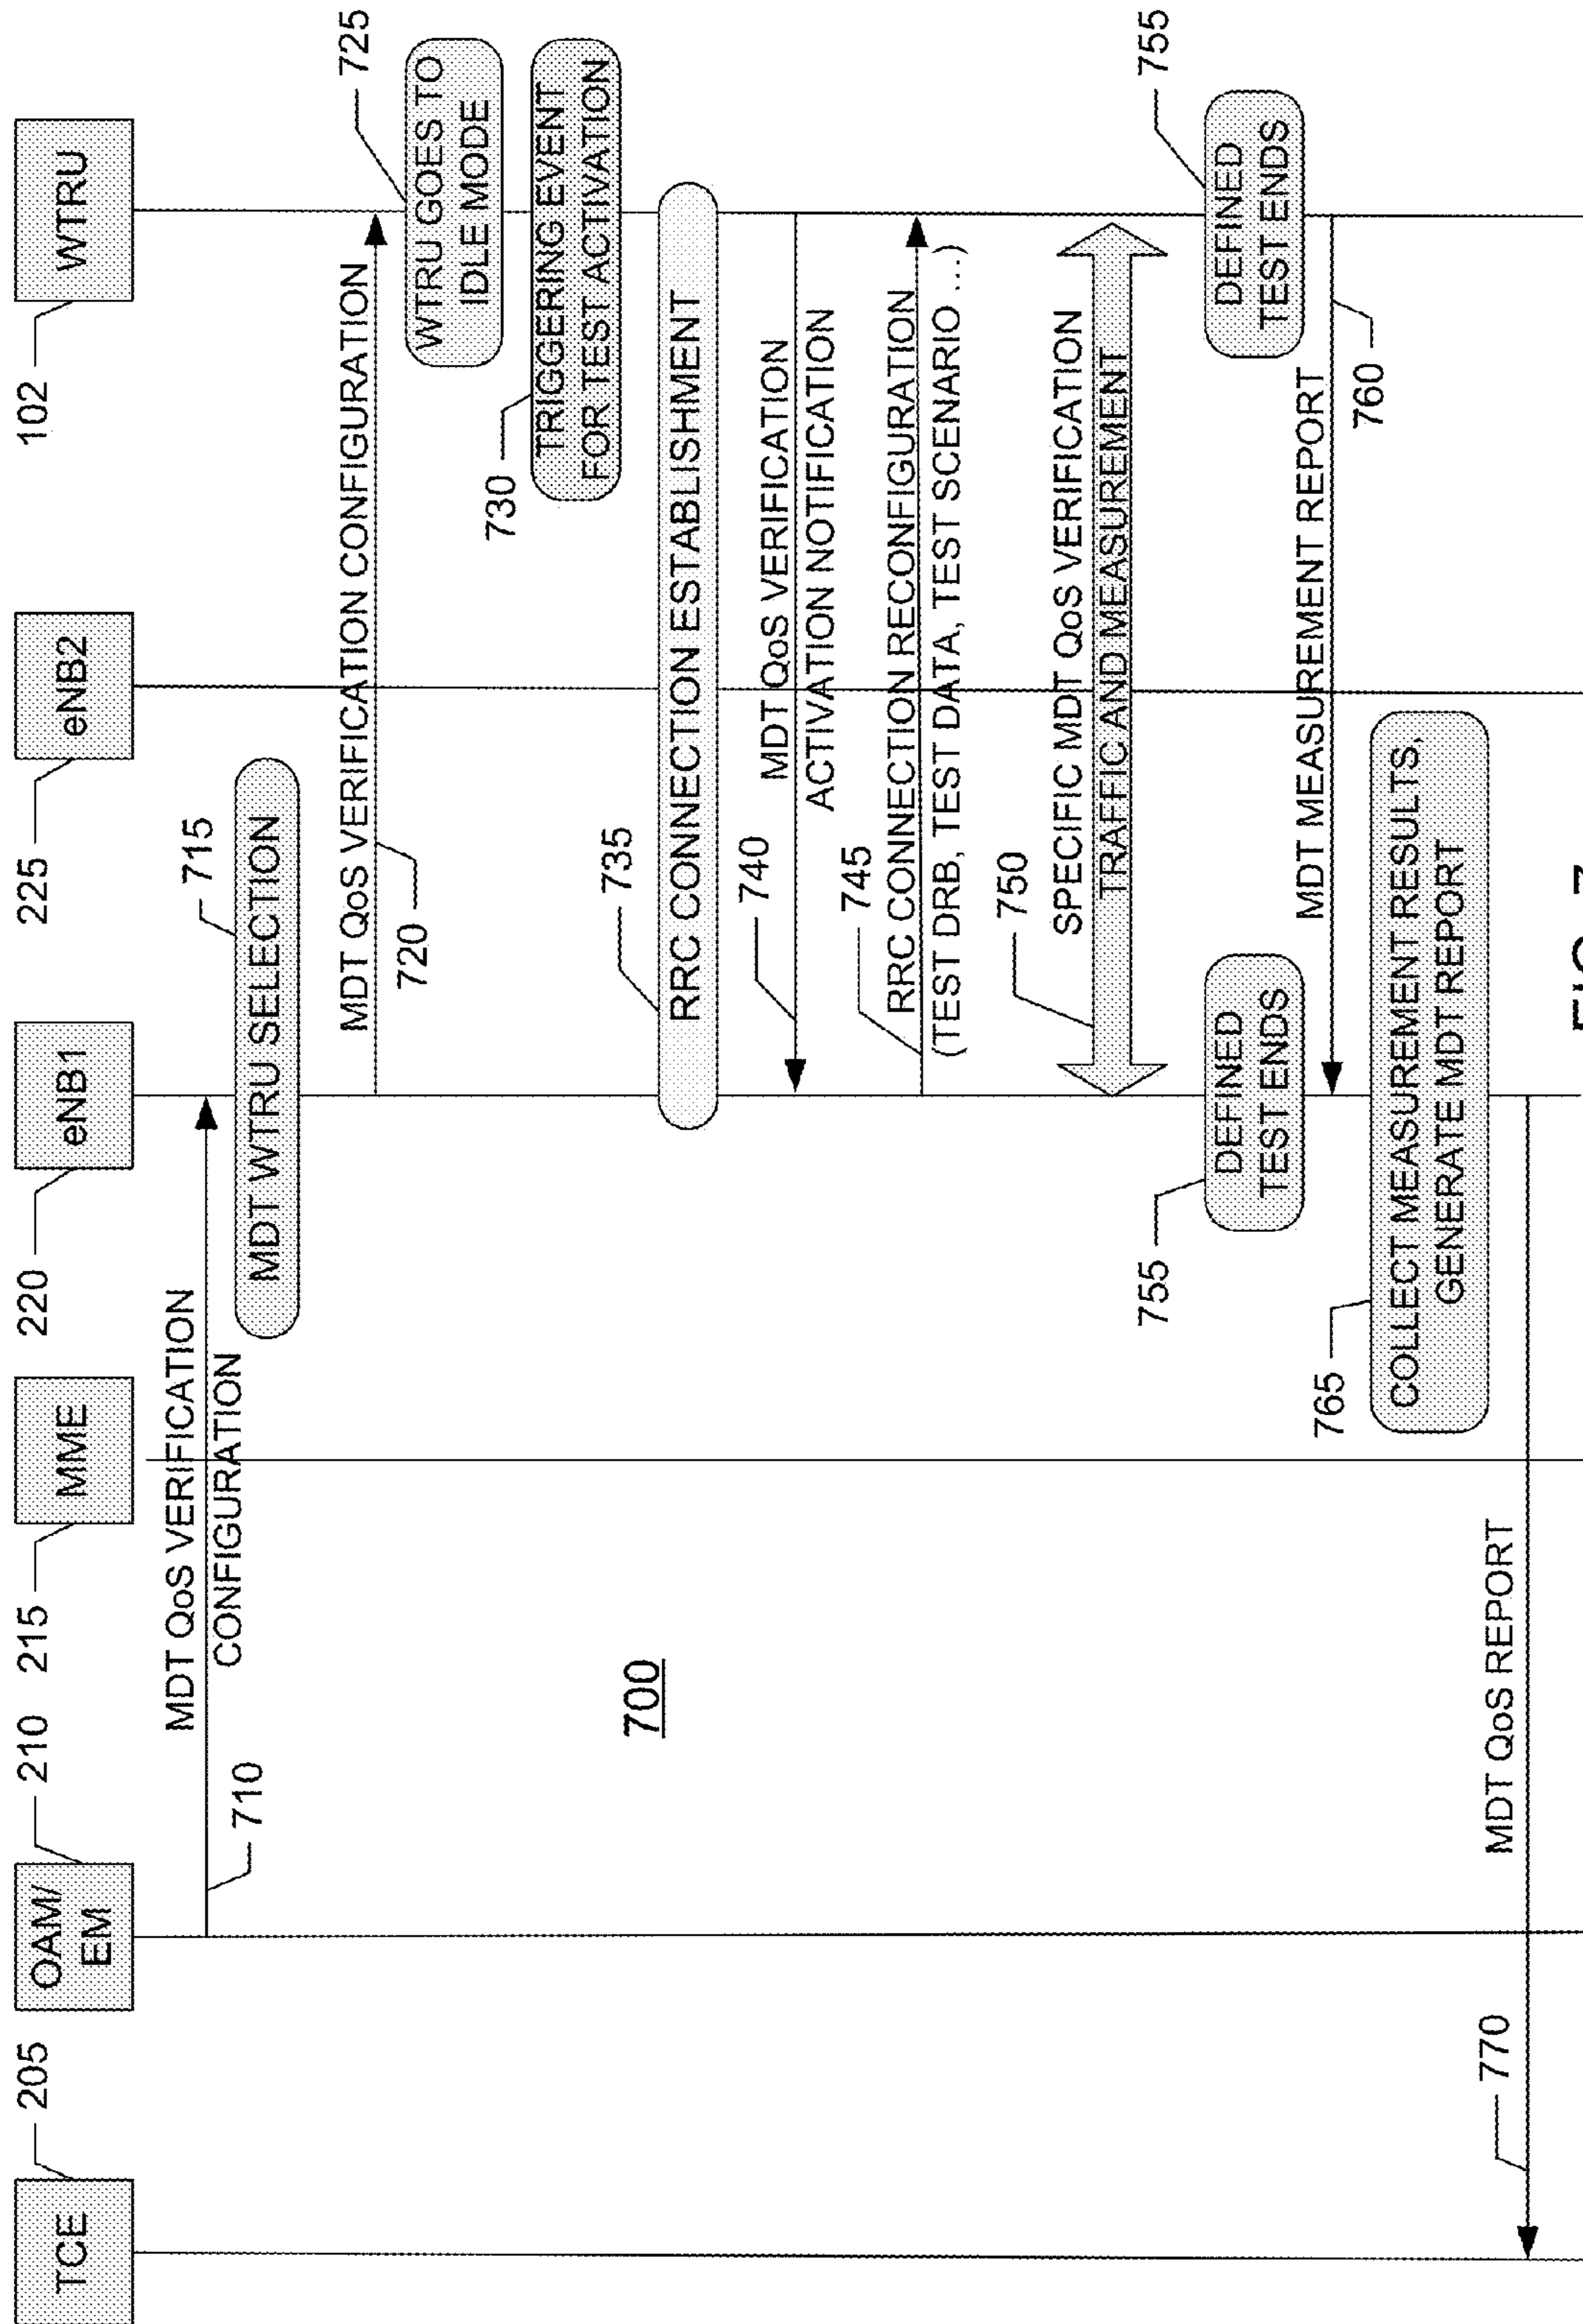 205
TCE
210
OAM/
EM
215
MME
220
eNB1
225
eNB2
102
WTRU
MDT QoS VERIFICATION
CONFIGURATION
710
715
MDT WTRU SELECTION
MDT QoS VERIFICATION CONFIGURATION
720
725
WTRU GOES TO
IDLE MODE
730
TRIGGERING EVENT
FOR TEST ACTIVATION
735
RRC CONNECTION ESTABLISHMENT
700
740
MDT QoS VERIFICATION
ACTIVATION NOTIFICATION
745
RRC CONNECTION RECONFIGURATION
(TEST DRB, TEST DATA, TEST SCENARIO ...)
750
SPECIFIC MDT QoS VERIFICATION
TRAFFIC AND MEASUREMENT
755
DEFINED
TEST ENDS
755
DEFINED
TEST ENDS
MDT MEASUREMENT REPORT
760
765
COLLECT MEASUREMENT RESULTS,
GENERATE MDT REPORT
MDT QoS REPORT
770